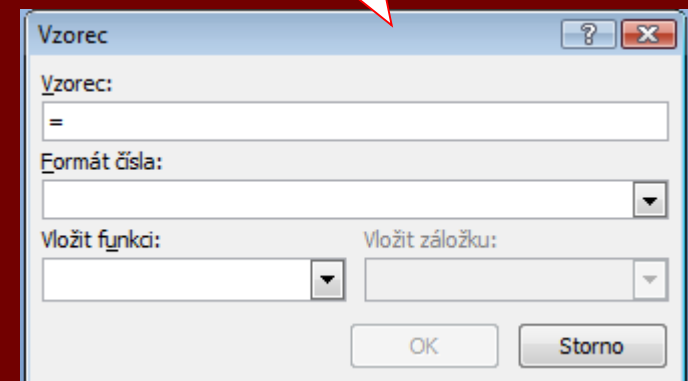 Vzorec
?
Vzorec:
=
Formát čísla:
Vložit funkci:
Vložit záložku:
OK
Storno